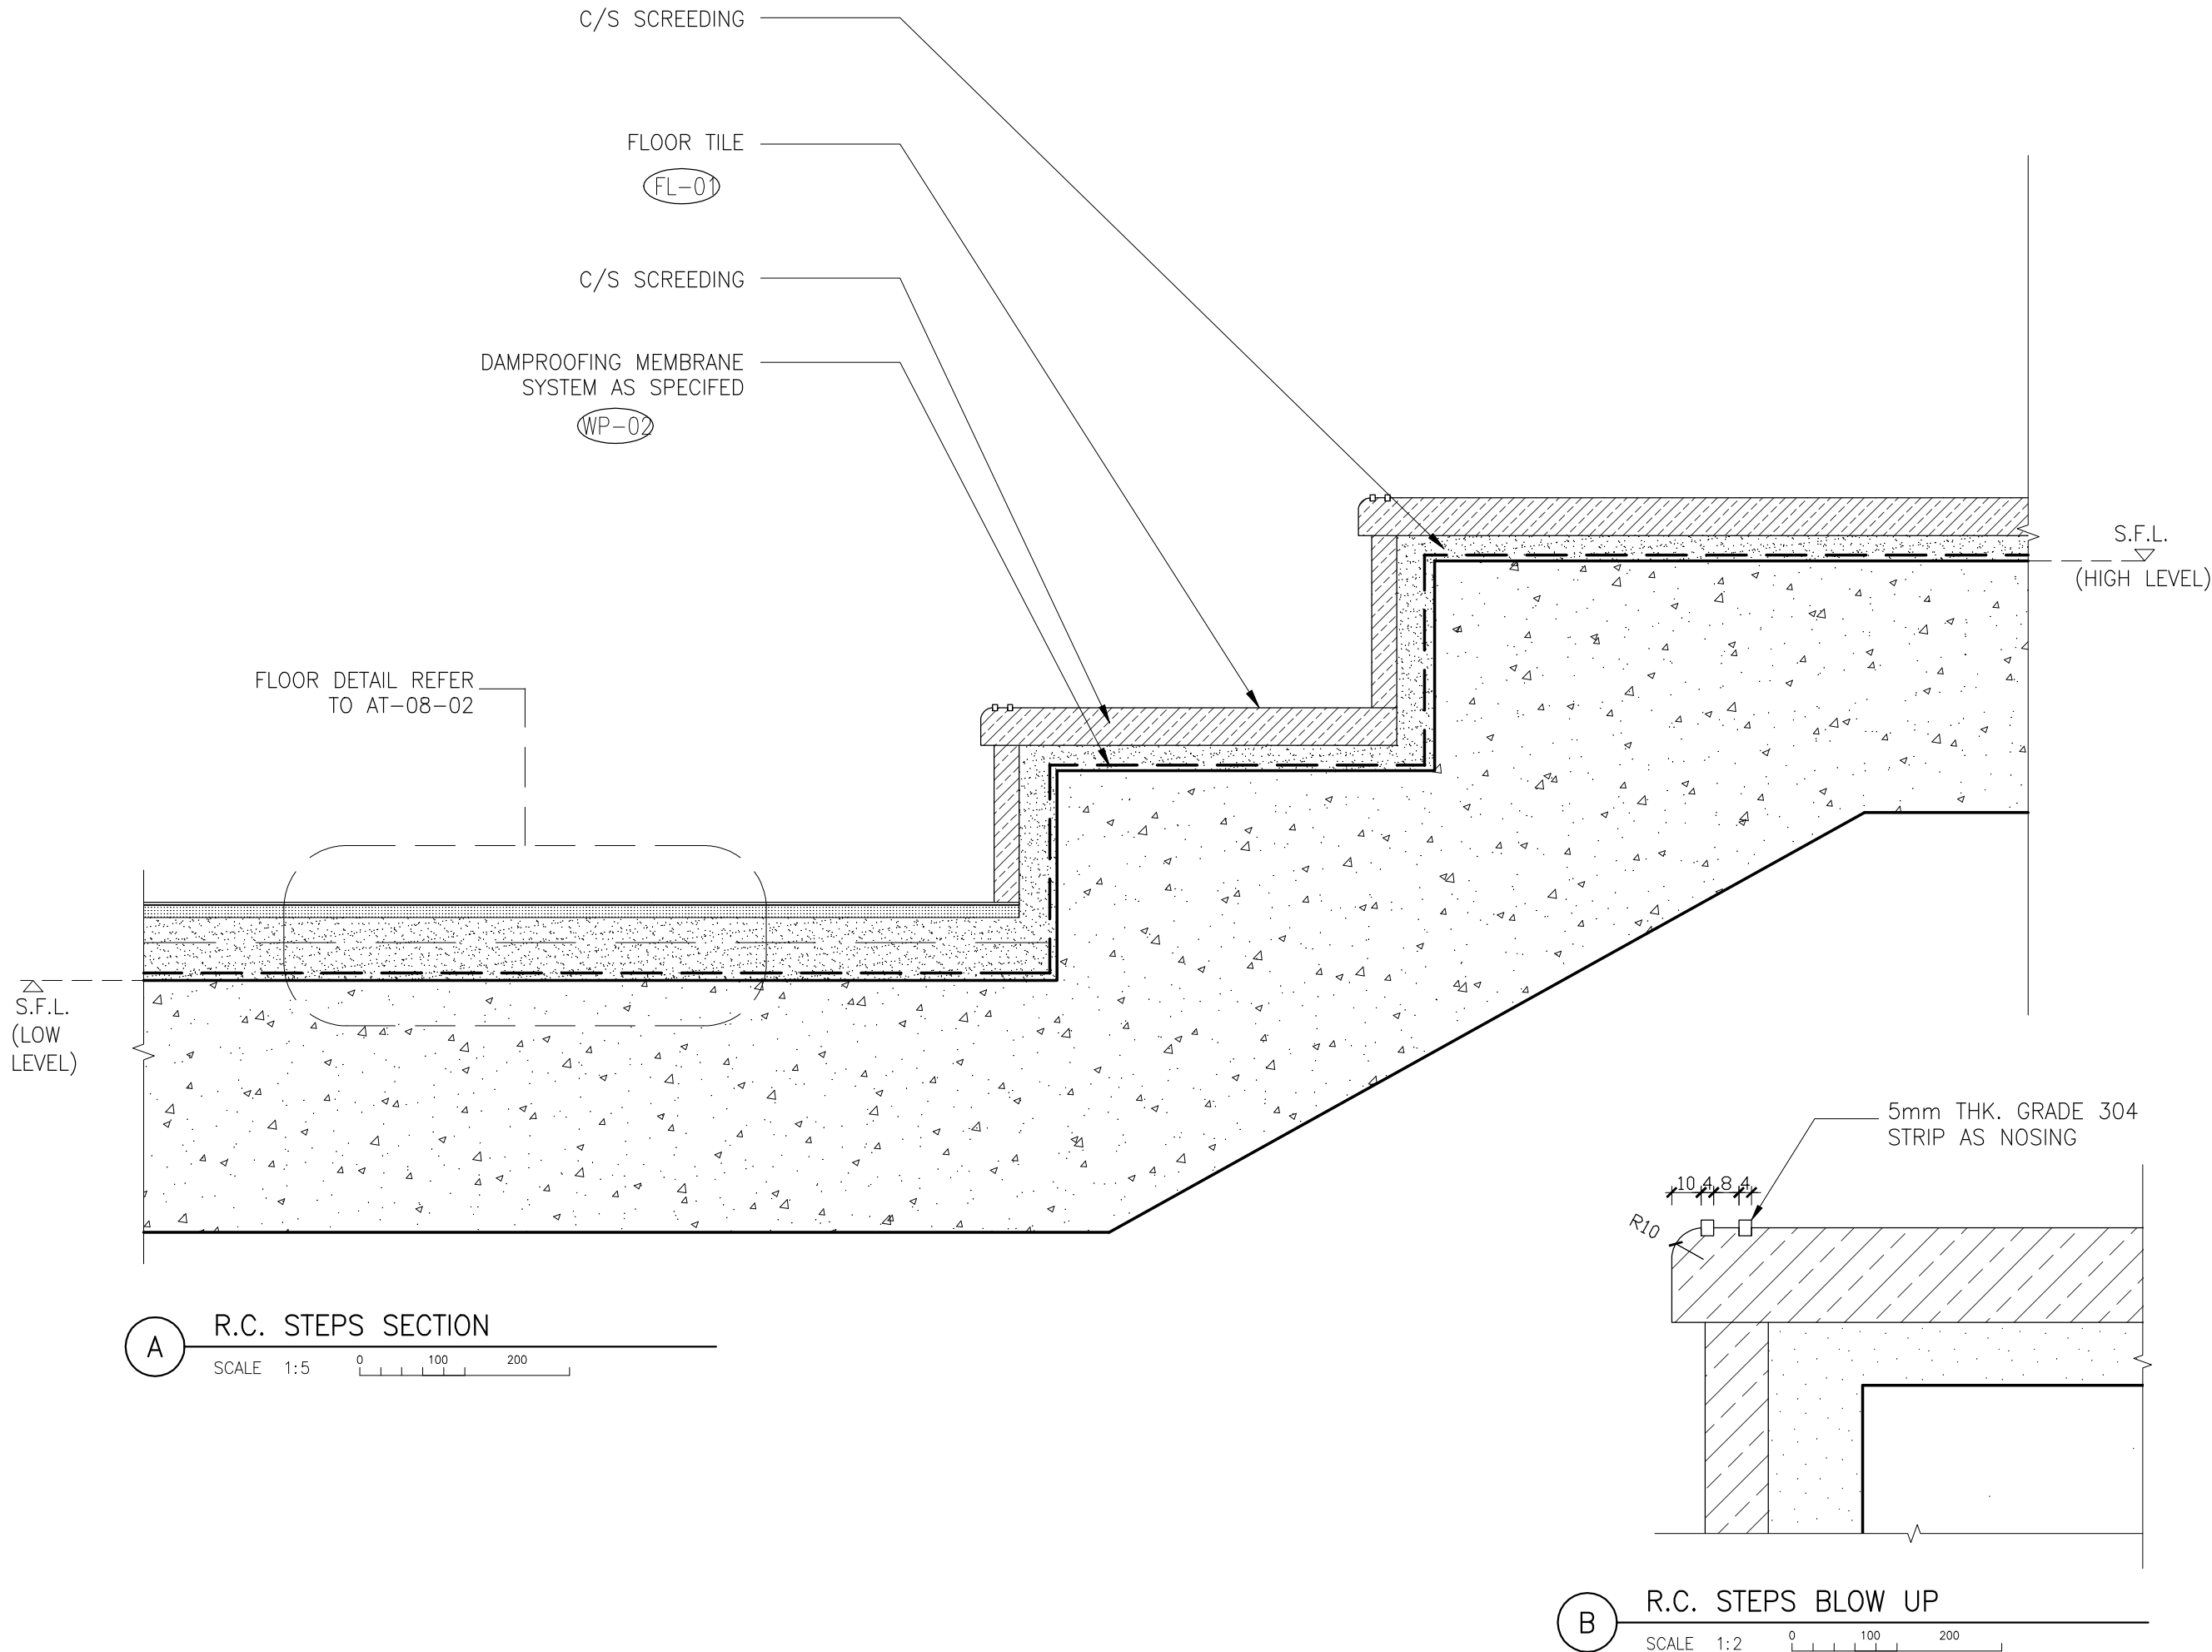 C/S SCREEDING
FLOOR TILE
FL-01
C/S SCREEDING
DAMPROOFING MEMBRANE
SYSTEM AS SPECIFED
WP-02
S.F.L.
(HIGH LEVEL)
FLOOR DETAIL REFER
TO AT-08-02
S.F.L.
(LOW
LEVEL)
5mm THK. GRADE 304
STRIP AS NOSING
10 4 8 4
R10
A
R.C. STEPS SECTION
SCALE 1:5
0 100 200
B
R.C. STEPS BLOW UP
SCALE 1:2
0 100 200